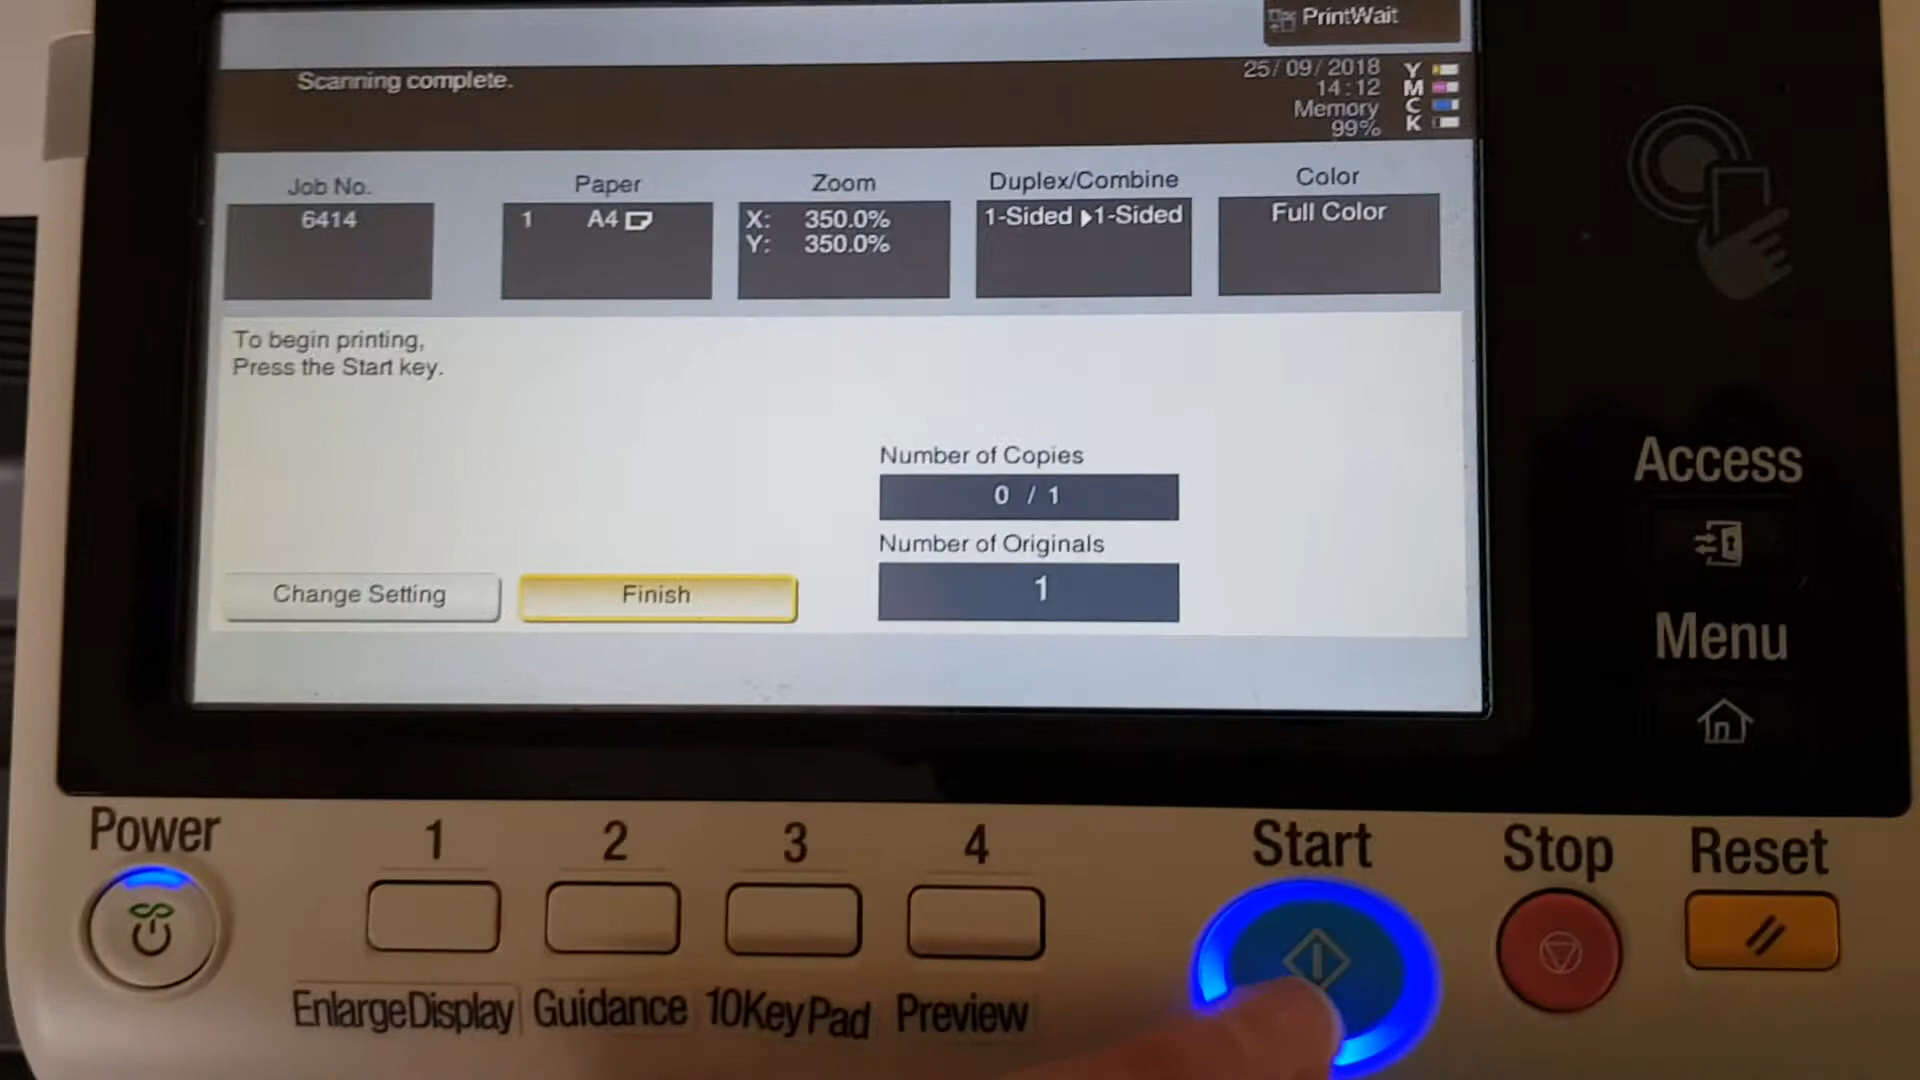 PrintWait
Scanning complete.
25/09/2018
14:12
Memory
99%
Y
M
C
K
Job No.
6414
Paper
1 A4
Zoom
X: 350.0%
Y: 350.0%
Duplex/Combine
1-Sided ▶1-Sided
Color
Full Color
To begin printing,
Press the Start key.
Number of Copies
0 / 1
Number of Originals
1
Change Setting
Finish
Access
Menu
Power
1
2
3
4
Start
Stop
Reset
EnlargeDisplay
Guidance
10KeyPad
Preview